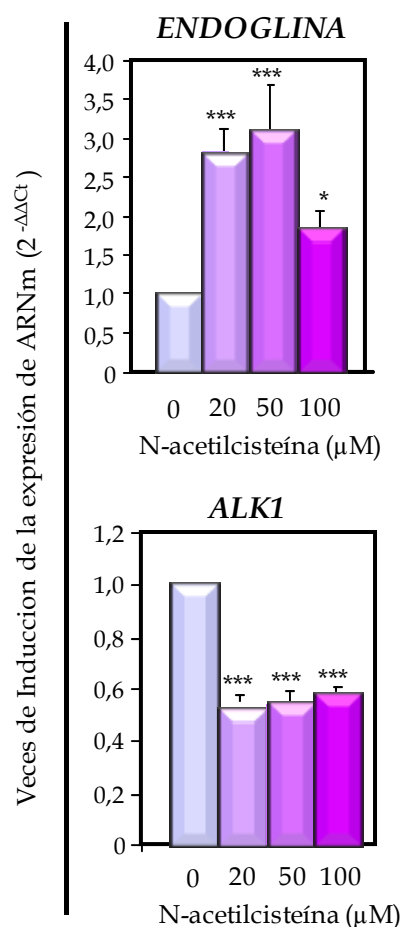 Veces de Induccion de la expresión de ARNm (2 -ΔΔCt)
ENDOGLINA
4,0
3,5
3,0
2,5
2,0
1,5
1,0
0,5
0
***
***
*
0 20 50 100
N-acetilcisteína (µM)
ALK1
1,2
1,0
0,8
0,6
0,4
0,2
0
*** *** ***
0 20 50 100
N-acetilcisteína (µM)